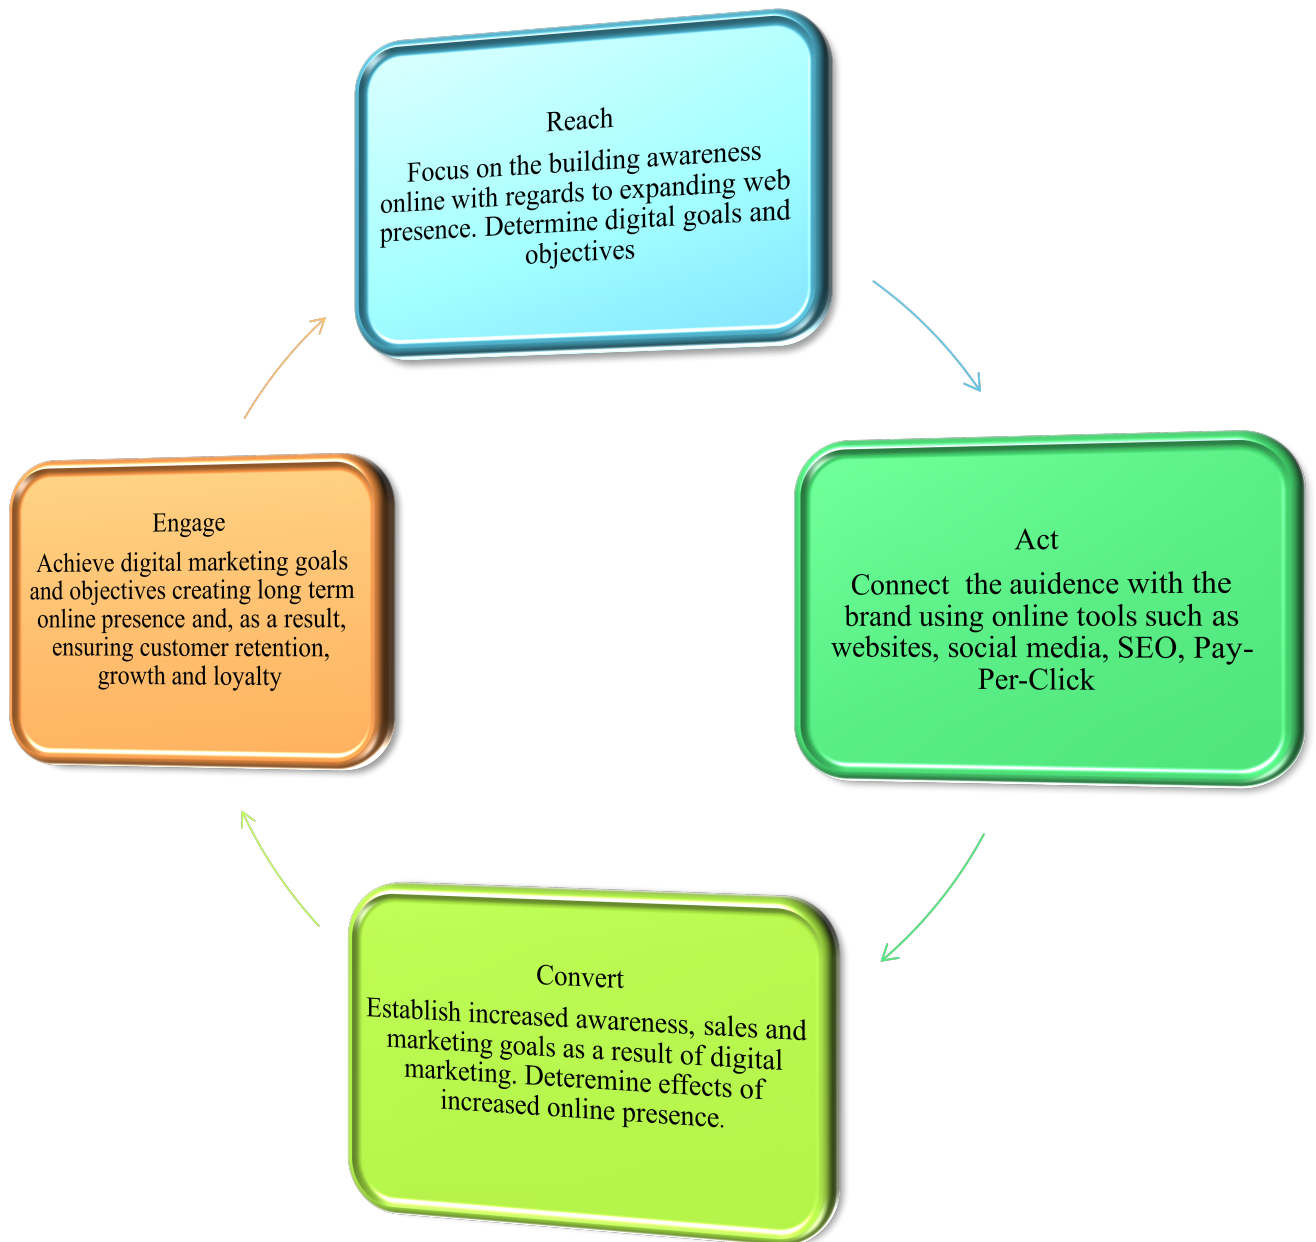 Reach
Focus on the building awareness
online with regards to expanding web
presence. Determine digital goals and
objectives
Act
Connect  the auidence with the
brand using online tools such as
websites, social media, SEO, Pay-
Per-Click
Convert
Establish increased awareness, sales and
marketing goals as a result of digital
marketing. Deteremine effects of
increased online presence.
Engage
Achieve digital marketing goals
and objectives creating long term
online presence and, as a result,
ensuring customer retention,
growth and loyalty